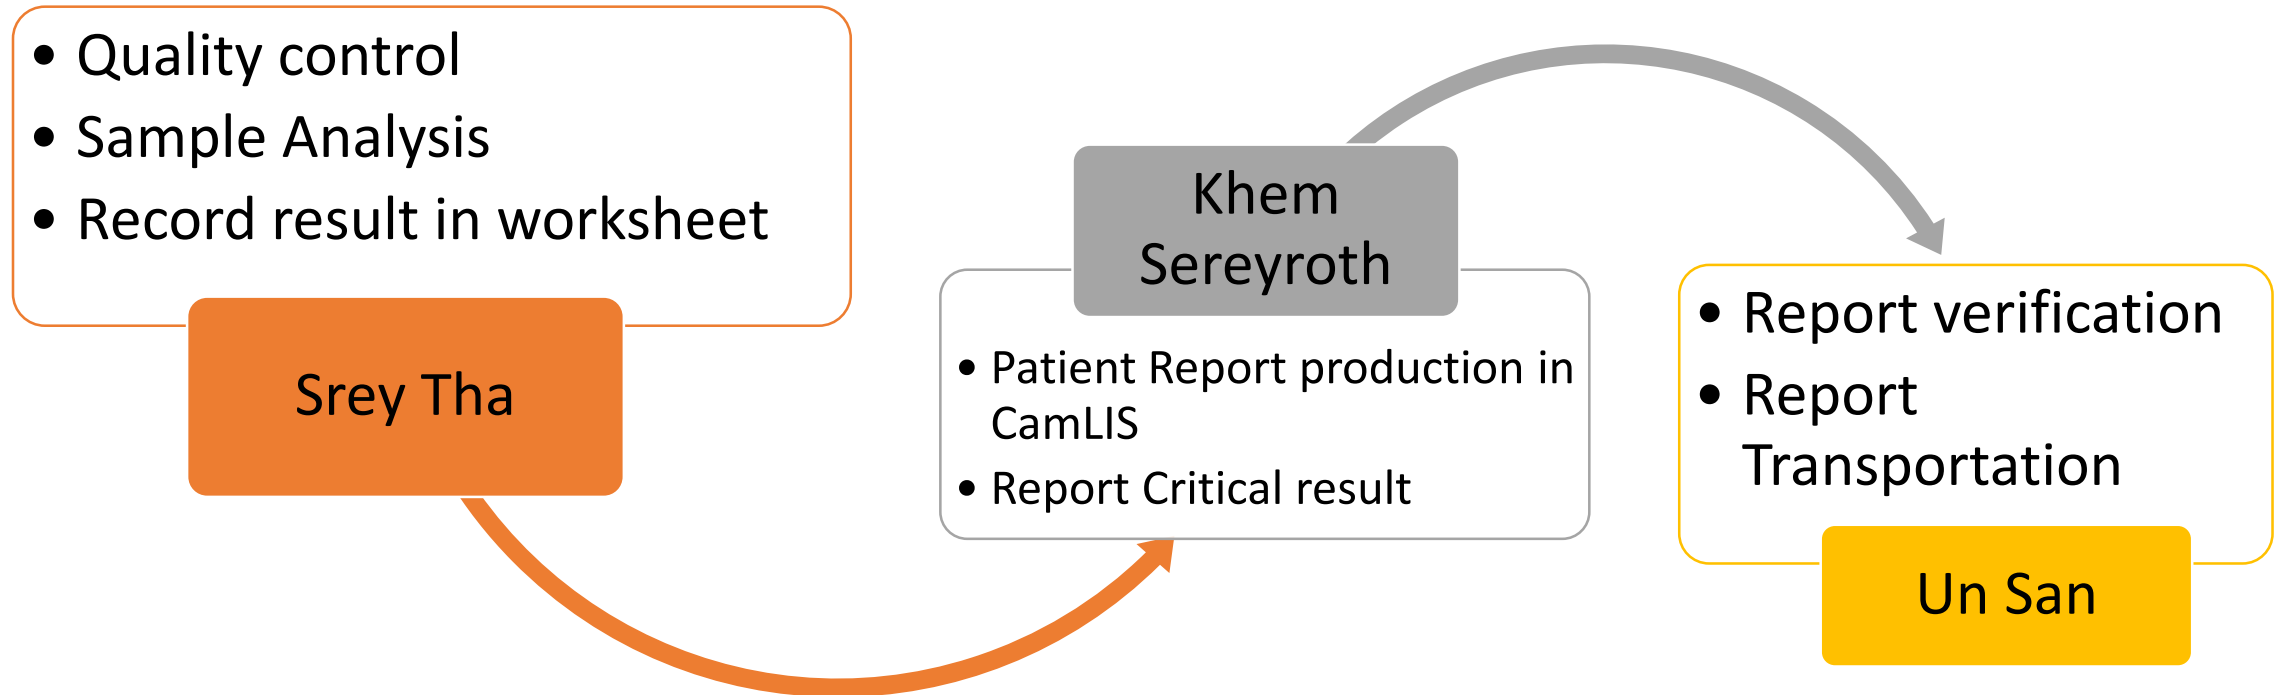 • Quality control
• Sample Analysis
• Record result in worksheet
Srey Tha
Khem
Sereyroth
• Patient Report production in
CamLIS
• Report Critical result
• Report verification
• Report
Transportation
Un San